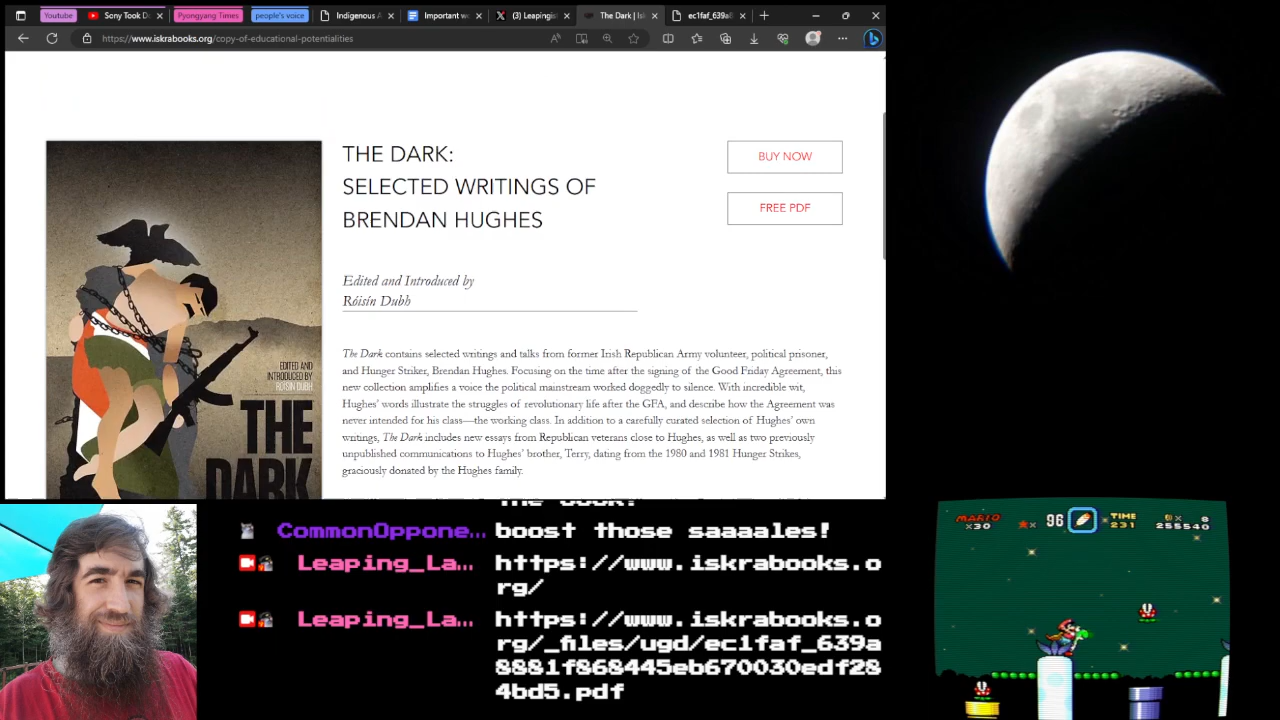 Youtube
Sony Took De
Pyongyang Times
people's voice
Indigenous A
Important w
(3) Leapingl
The Dark | Is
ec1faf_639a8
https://www.iskrabooks.org/copy-of-educational-potentialities
THE DARK:
SELECTED WRITINGS OF
BRENDAN HUGHES
BUY NOW
FREE PDF
Edited and Introduced by
Róisín Dubh
The Dark contains selected writings and talks from former Irish Republican Army volunteer, political prisoner,
and Hunger Striker, Brendan Hughes. Focusing on the time after the signing of the Good Friday Agreement, this
new collection amplifies a voice the political mainstream worked doggedly to silence. With incredible wit,
Hughes' words illustrate the struggles of revolutionary life after the GFA, and describe how the Agreement was
never intended for his class—the working class. In addition to a carefully curated selection of Hughes' own
writings, The Dark includes new essays from Republican veterans close to Hughes, as well as two previously
unpublished communications to Hughes' brother, Terry, dating from the 1980 and 1981 Hunger Strikes,
graciously donated by the Hughes family.
EDITED AND
INTRODUCED BY
RÓISÍN DUBH
THE
DARK
CommonOppone... boost those saaaales!
Leaping_La... https://www.iskrabooks.o
rg/
Leaping_La... https://www.iskrabooks.o
rg/_files/ugd/ec1faf_639a
8881f868445eb670030edf28
4bd5.pdf
MARIO
x30
96
TIME
231
8
255540